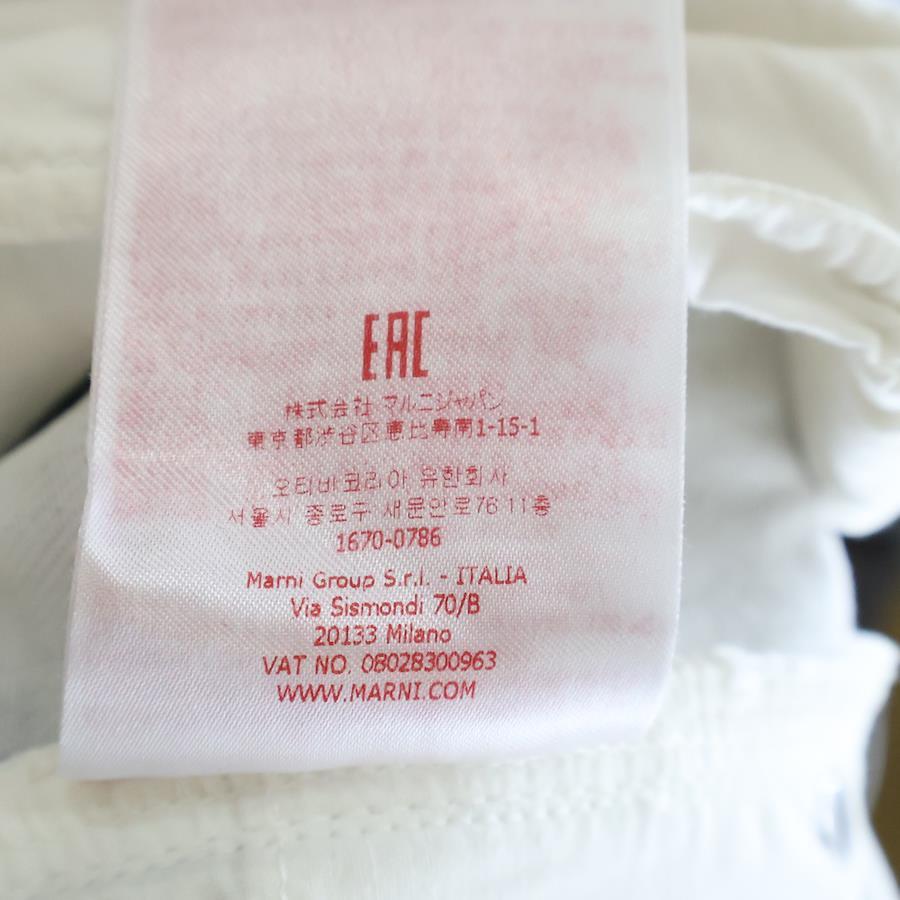 EAC
株式会社 マルニジャパン
東京都渋谷区恵比寿南1-15-1
오티비코리아 유한회사
서울시 종로구 새문안로76 11층
1670-0786
Marni Group S.r.l. - ITALIA
Via Sismondi 70/B
20133 Milano
VAT NO. 08028300963
WWW.MARNI.COM